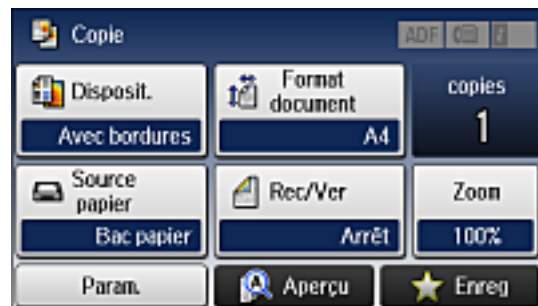 Copie
ADF
Disposit.
Avec bordures
Format
document
A4
copies
1
Source
papier
Bac papier
Rec/Ver
Arrêt
Zoom
100%
Param.
Aperçu
Enreg